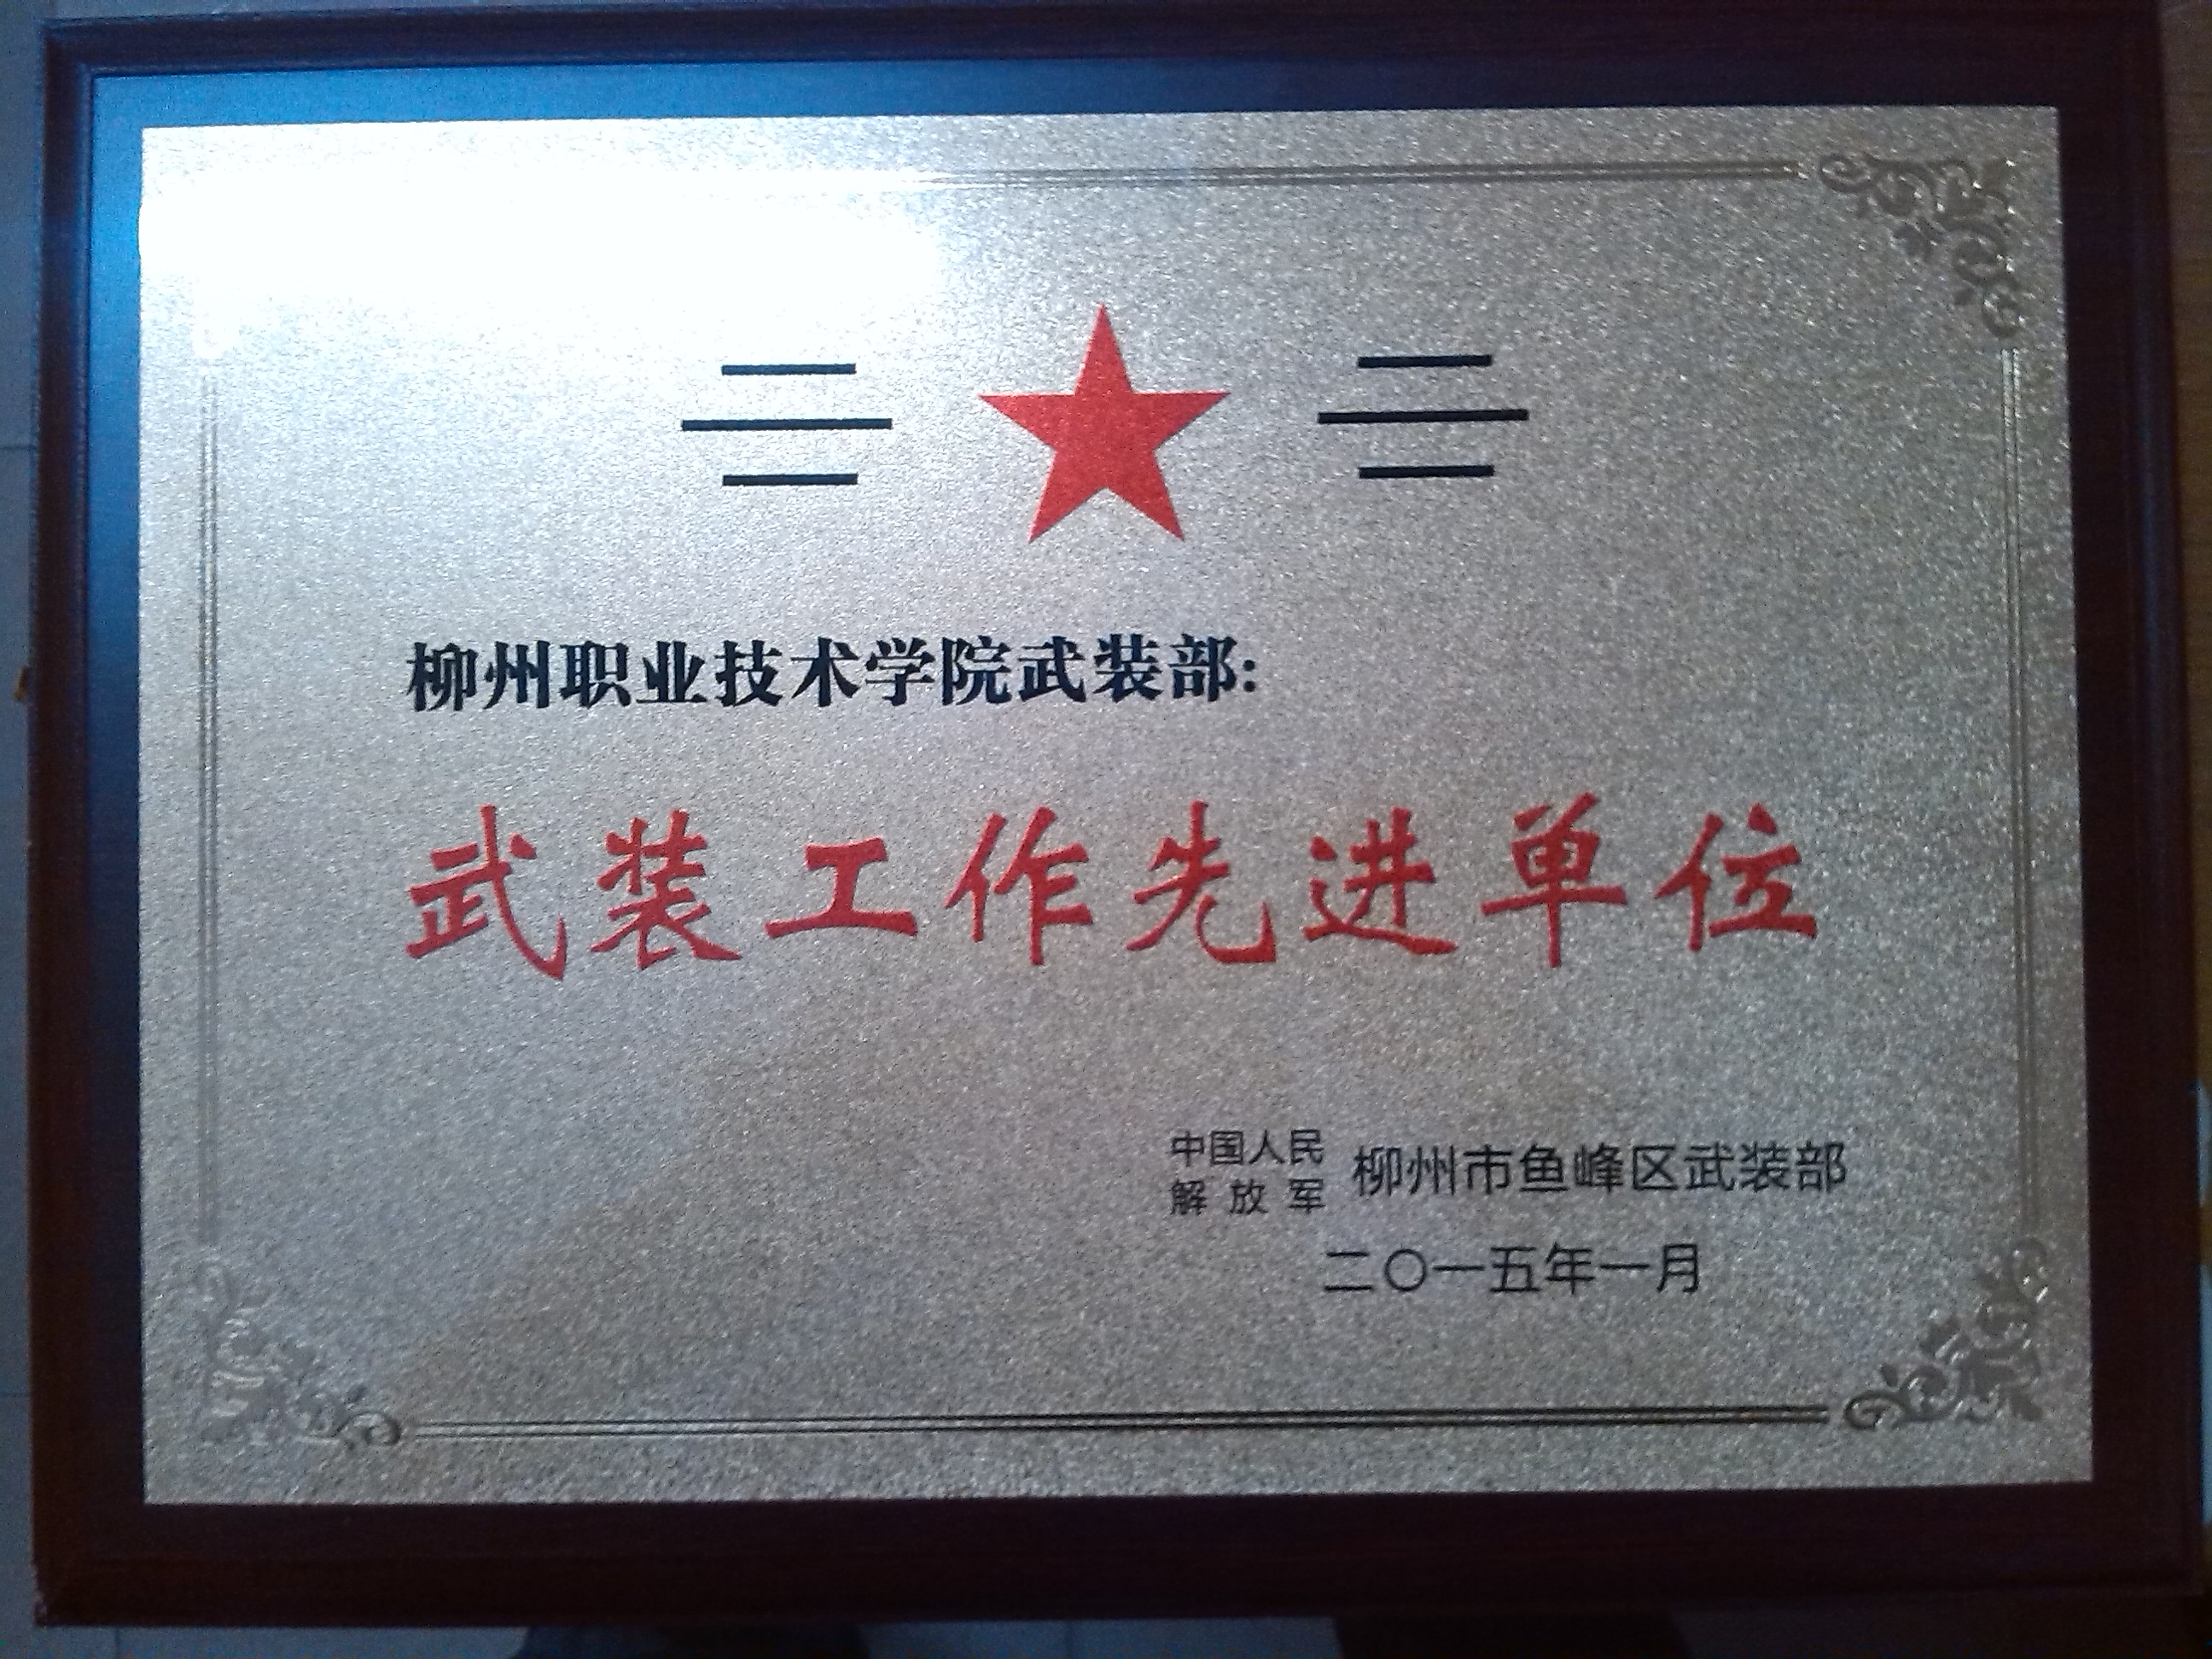 柳州职业技术学院武装部:
武装工作先进单位
中国人民
解放军
柳州市鱼峰区武装部
二〇一五年一月